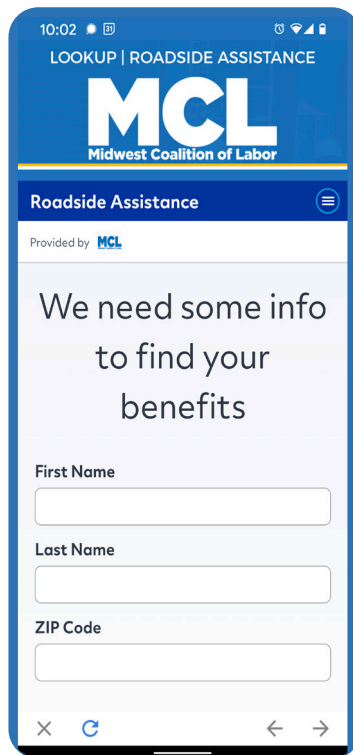 10:02 31
LOOKUP | ROADSIDE ASSISTANCE
MCL
Midwest Coalition of Labor
Roadside Assistance
Provided by MCL
We need some info
to find your
benefits
First Name
Last Name
ZIP Code